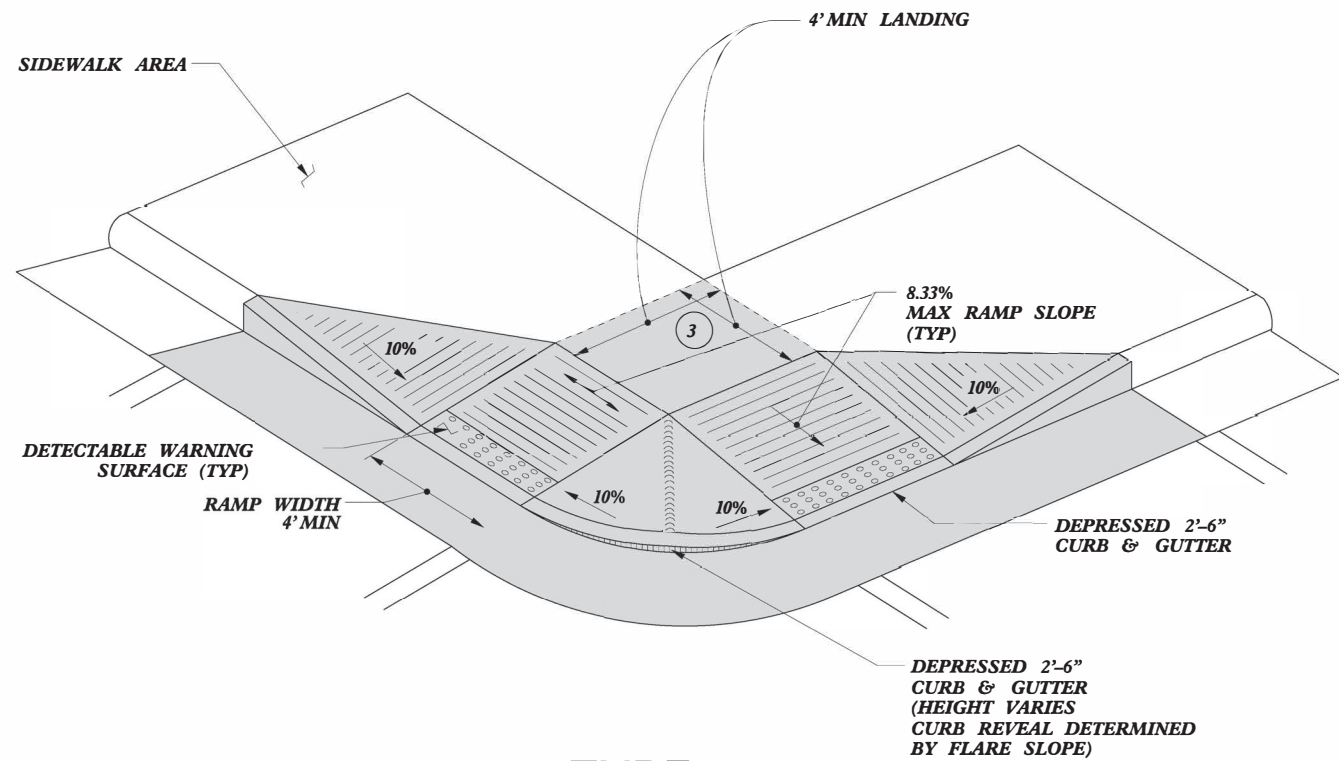 4' MIN LANDING
SIDEWALK AREA
8.33%
MAX RAMP SLOPE
(TYP)
3
10%
10%
DETECTABLE WARNING
SURFACE (TYP)
RAMP WIDTH
4' MIN
10%
10%
DEPRESSED 2'–6"
CURB & GUTTER
DEPRESSED 2'–6"
CURB & GUTTER
(HEIGHT VARIES
CURB REVEAL DETERMINED
BY FLARE SLOPE)